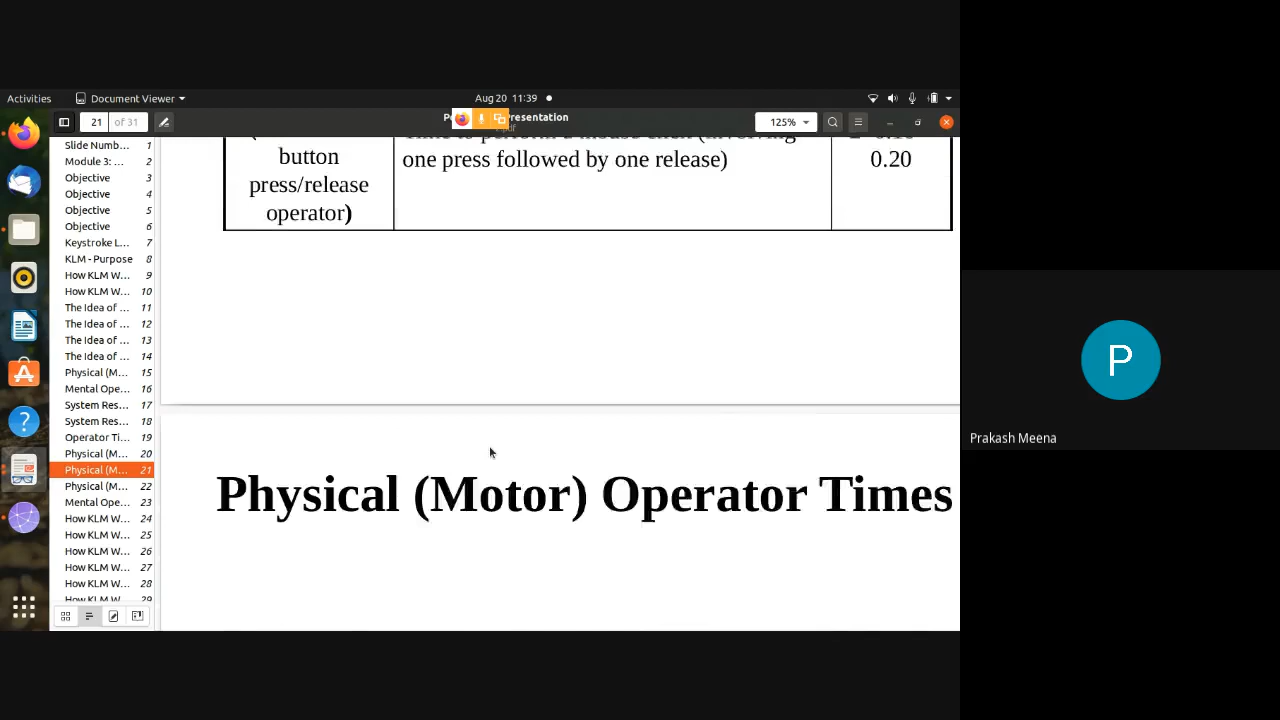 Activities
Document Viewer
Aug 20 11:39
21 of 31
Presentation
125%
Slide Numb... 1
Module 3: ... 2
Objective 3
Objective 4
Objective 5
Objective 6
Keystroke L... 7
KLM - Purpose 8
How KLM W... 9
How KLM W... 10
The Idea of ... 11
The Idea of ... 12
The Idea of ... 13
The Idea of ... 14
Physical (M... 15
Mental Ope... 16
System Res... 17
System Res... 18
Operator Ti... 19
Physical (M... 20
Physical (M... 21
Physical (M... 22
Mental Ope... 23
How KLM W... 24
How KLM W... 25
How KLM W... 26
How KLM W... 27
How KLM W... 28
How KLM W... 29
button
press/release
operator)
one press followed by one release)
0.20
Physical (Motor) Operator Times
P
Prakash Meena